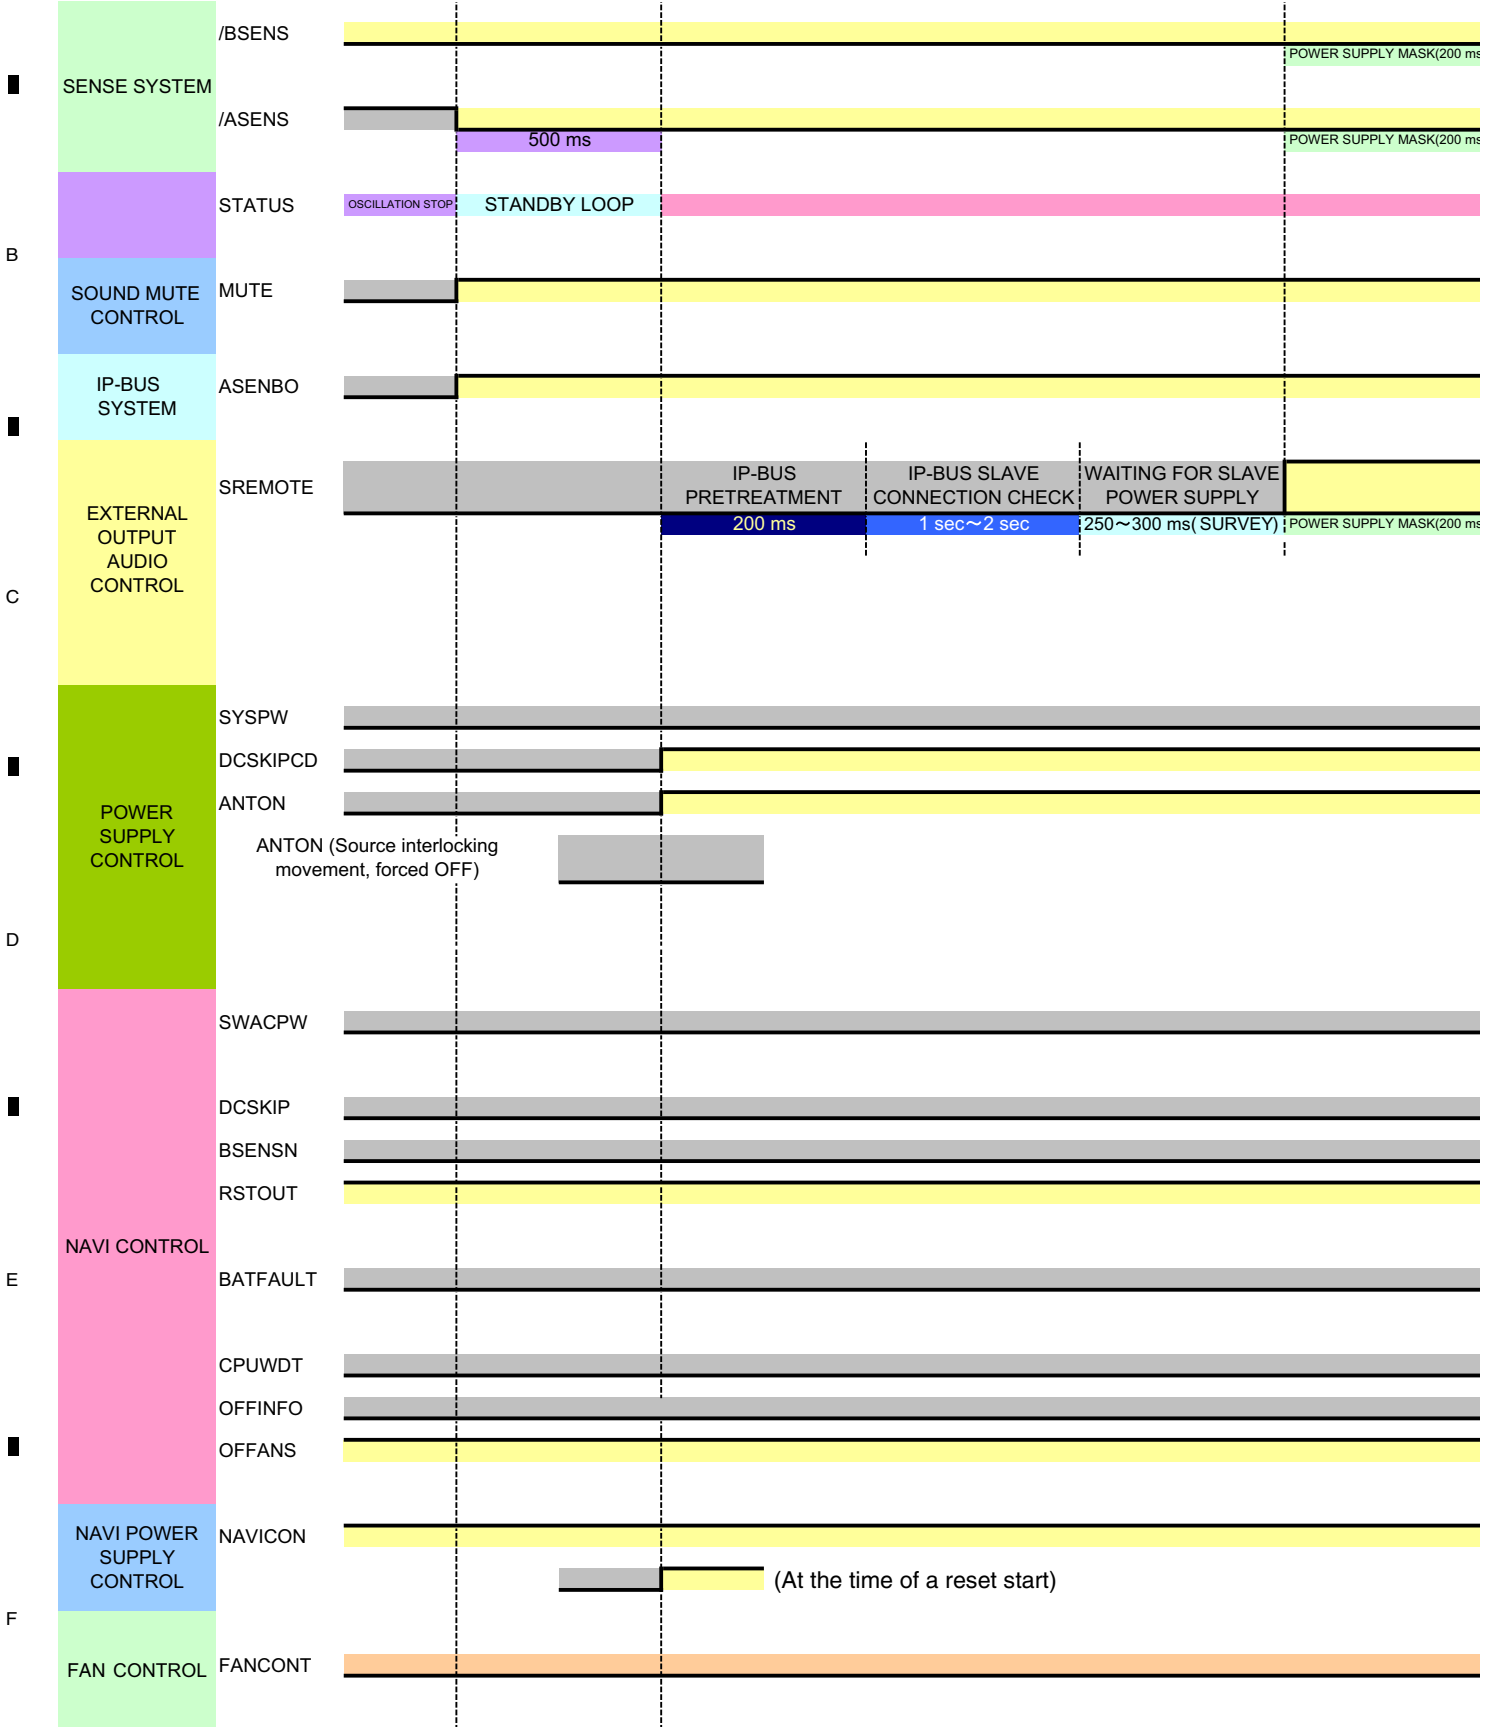 /BSENS
POWER SUPPLY MASK(200 ms
SENSE SYSTEM
/ASENS
500 ms
POWER SUPPLY MASK(200 ms
STATUS
OSCILLATION STOP
STANDBY LOOP
B
SOUND MUTE
CONTROL
MUTE
IP-BUS
SYSTEM
ASENBO
EXTERNAL
OUTPUT
AUDIO
CONTROL
SREMOTE
IP-BUS
PRETREATMENT
IP-BUS SLAVE
CONNECTION CHECK
WAITING FOR SLAVE
POWER SUPPLY
200 ms
1 sec～2 sec
250～300 ms(SURVEY)
POWER SUPPLY MASK(200 ms
C
SYSPW
DCSKIPCD
ANTON
POWER
SUPPLY
CONTROL
ANTON (Source interlocking
movement, forced OFF)
D
SWACPW
DCSKIP
BSENSN
RSTOUT
NAVI CONTROL
E
BATFAULT
CPUWDT
OFFINFO
OFFANS
NAVI POWER
SUPPLY
CONTROL
NAVICON
(At the time of a reset start)
F
FAN CONTROL
FANCONT